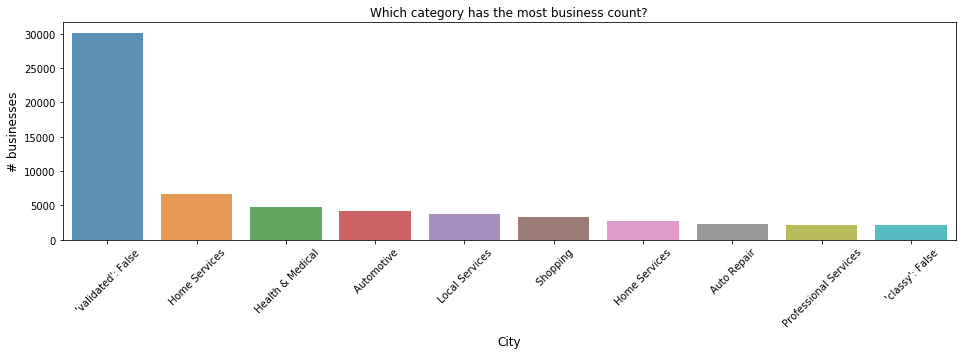 Which category has the most business count?
# businesses
30000
25000
20000
15000
10000
5000
0
'validated': False
Home Services
Health & Medical
Automotive
Local Services
Shopping
Home Services
Auto Repair
Professional Services
'classy': False
City